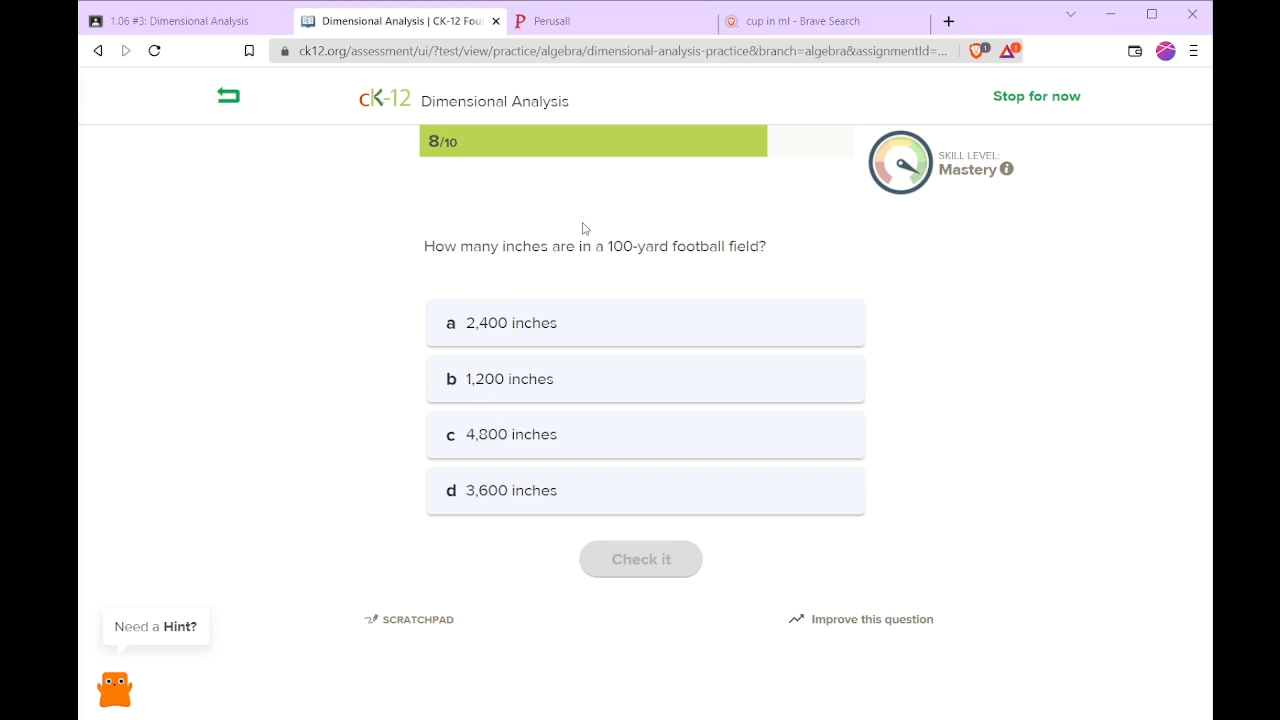 1.06 #3: Dimensional Analysis
Dimensional Analysis | CK-12 Four
Perusall
cup in ml - Brave Search
ck12.org/assessment/ui/?test/view/practice/algebra/dimensional-analysis-practice&branch=algebra&assignmentId=...
1
1
cK-12 Dimensional Analysis
Stop for now
8/10
SKILL LEVEL:
Mastery i
How many inches are in a 100-yard football field?
a 2,400 inches
b 1,200 inches
c 4,800 inches
d 3,600 inches
Check it
SCRATCHPAD
Improve this question
Need a Hint?